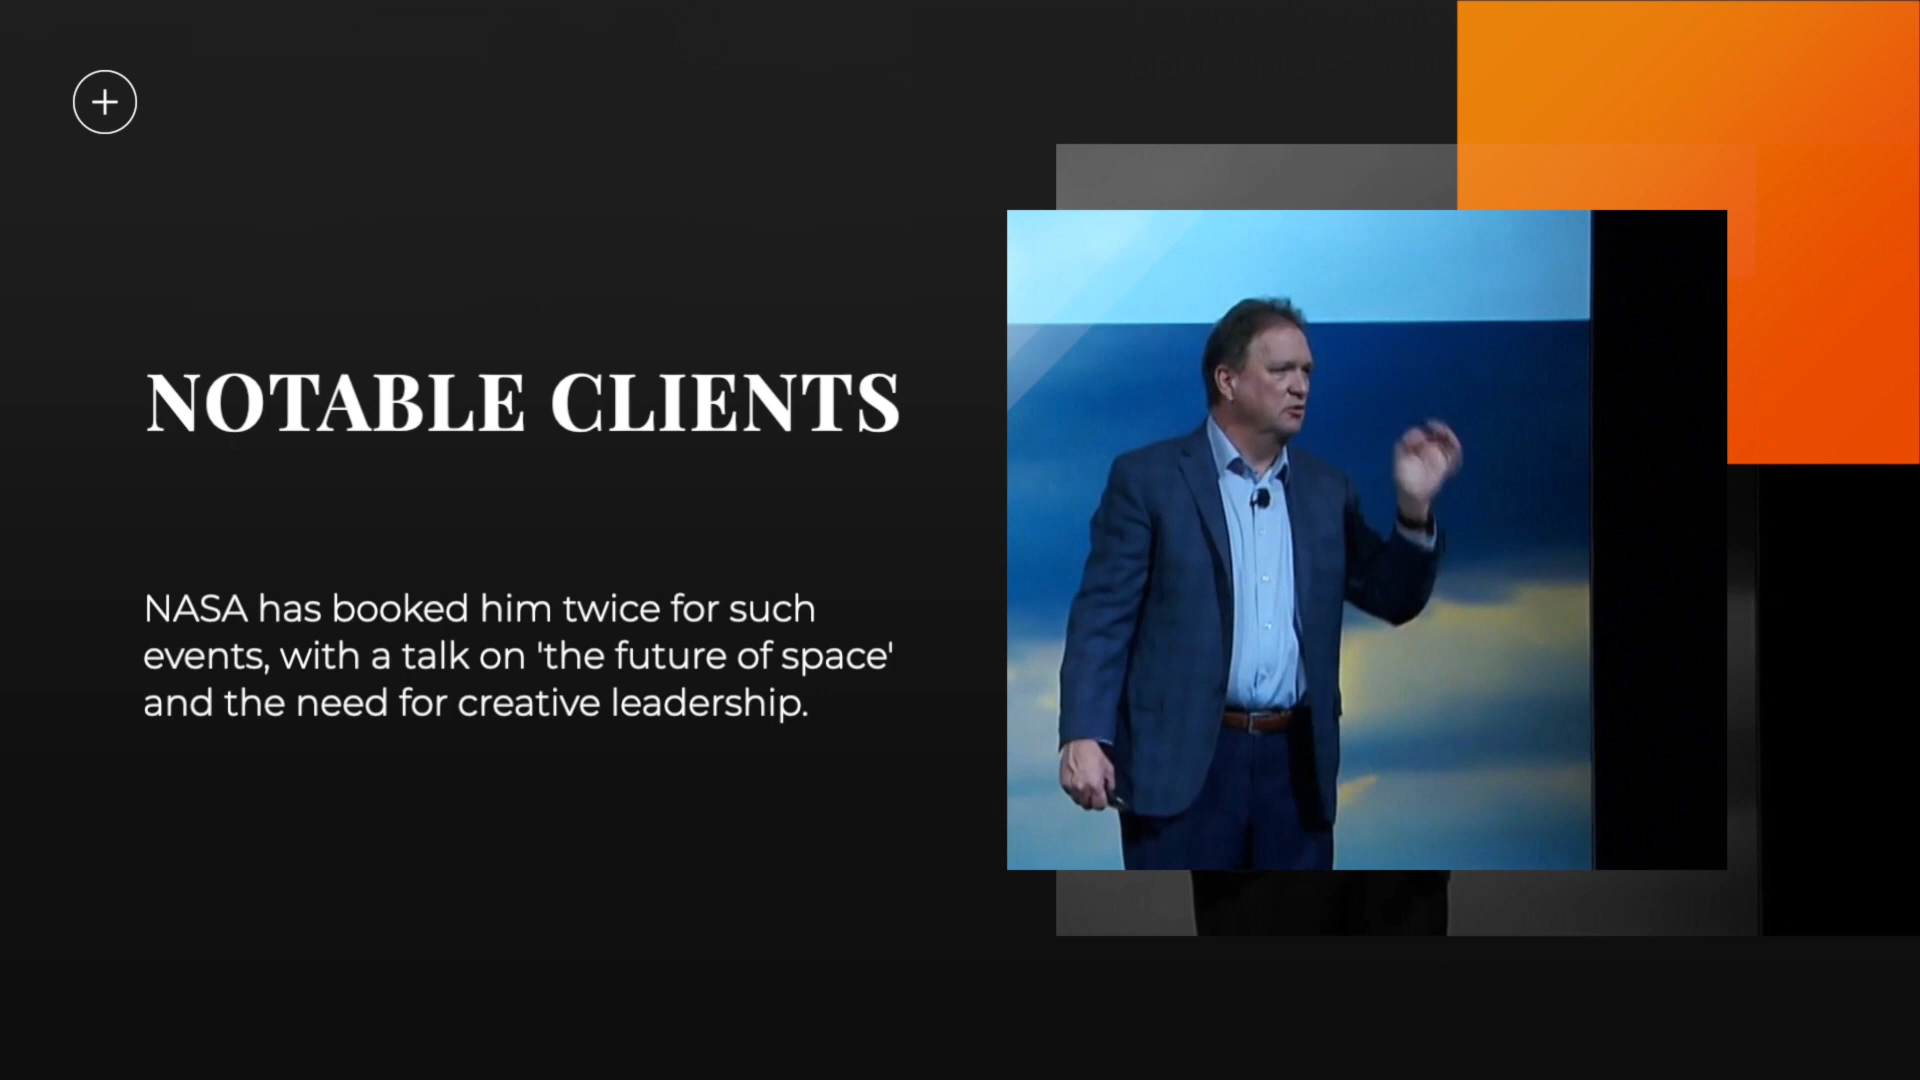 NOTABLE CLIENTS
NASA has booked him twice for such
events, with a talk on 'the future of space'
and the need for creative leadership.